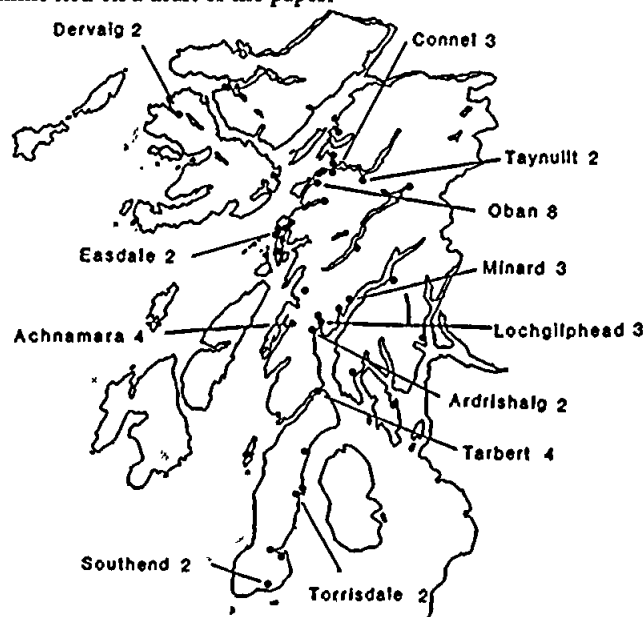 Dervaig 2
Connel 3
Taynuilt 2
Oban 8
Easdale 2
Minard 3
Achnamara 4
Lochgilphead 3
Ardrishaig 2
Tarbert 4
Southend 2
Torrisdale 2